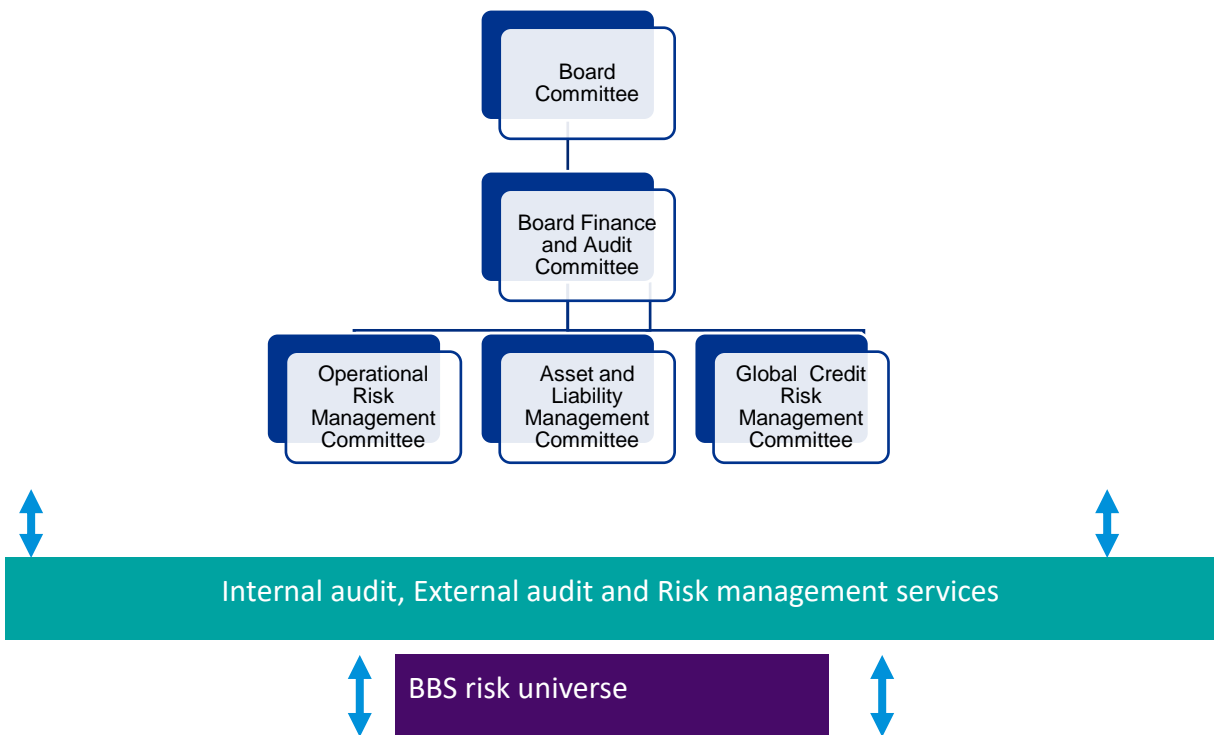 Board
Committee
Board Finance
and Audit
Committee
Operational
Risk
Management
Committee
Asset and
Liability
Management
Committee
Global  Credit
Risk
Management
Committee
Internal audit, External audit and Risk management services
BBS risk universe